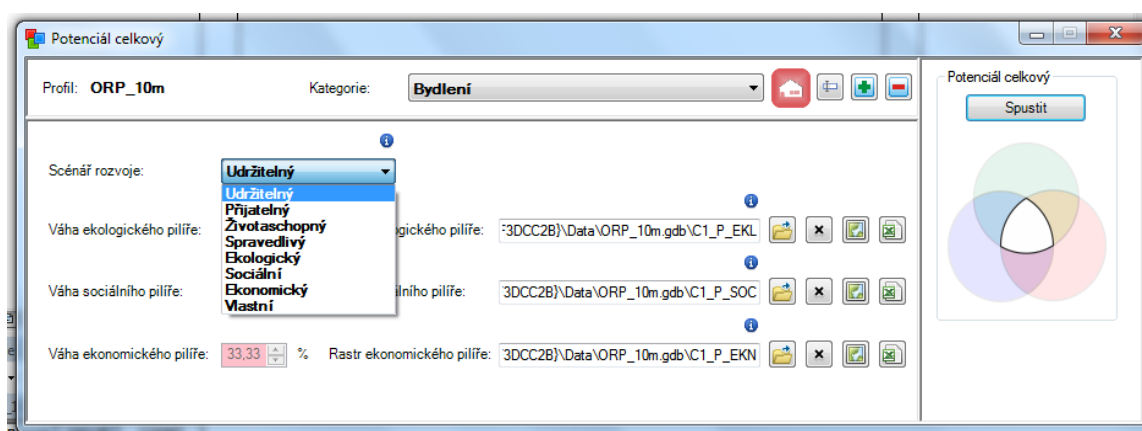 Potenciál celkový
Profil: ORP_10m Kategorie: Bydlení
Potenciál celkový
Spustit
Scénář rozvoje: Udržitelný
Udržitelný
Přijatelný
Životaschopný
Spravedlivý
Ekologický
Sociální
Ekonomický
Vlastní
Váha ekologického pilíře: gického pilíře: F3DCC2B}\Data\ORP_10m.gdb\C1_P_EKL
Váha sociálního pilíře: lního pilíře: 3DCC2B}\Data\ORP_10m.gdb\C1_P_SOC
Váha ekonomického pilíře: 33,33 % Rastr ekonomického pilíře: 3DCC2B}\Data\ORP_10m.gdb\C1_P_EKN